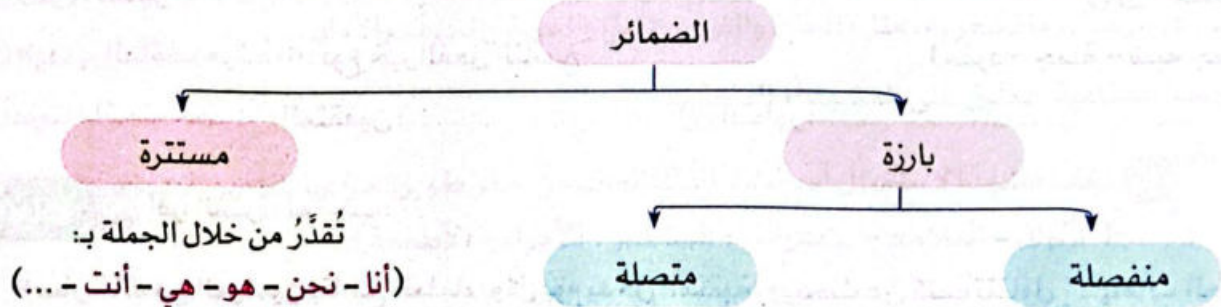 الضمائر
بارزة
مستترة
منفصلة
متصلة
تُقدَّرُ من خلال الجملة بـ:
(أنا - نحن - هو - هي - أنت - ...)